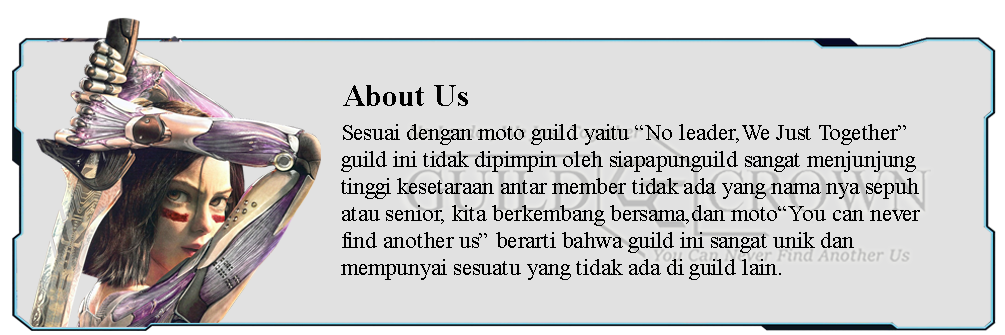 About Us
Sesuai dengan moto guild yaitu “No leader,We Just Together”
guild ini tidak dipimpin oleh siapapunguild sangat menjunjung
tinggi kesetaraan antar member tidak ada yang nama nya sepuh
atau senior, kita berkembang bersama,dan moto“You can never
find another us” berarti bahwa guild ini sangat unik dan
mempunyai sesuatu yang tidak ada di guild lain.
GUILD CROWN
You Can Never Find Another Us